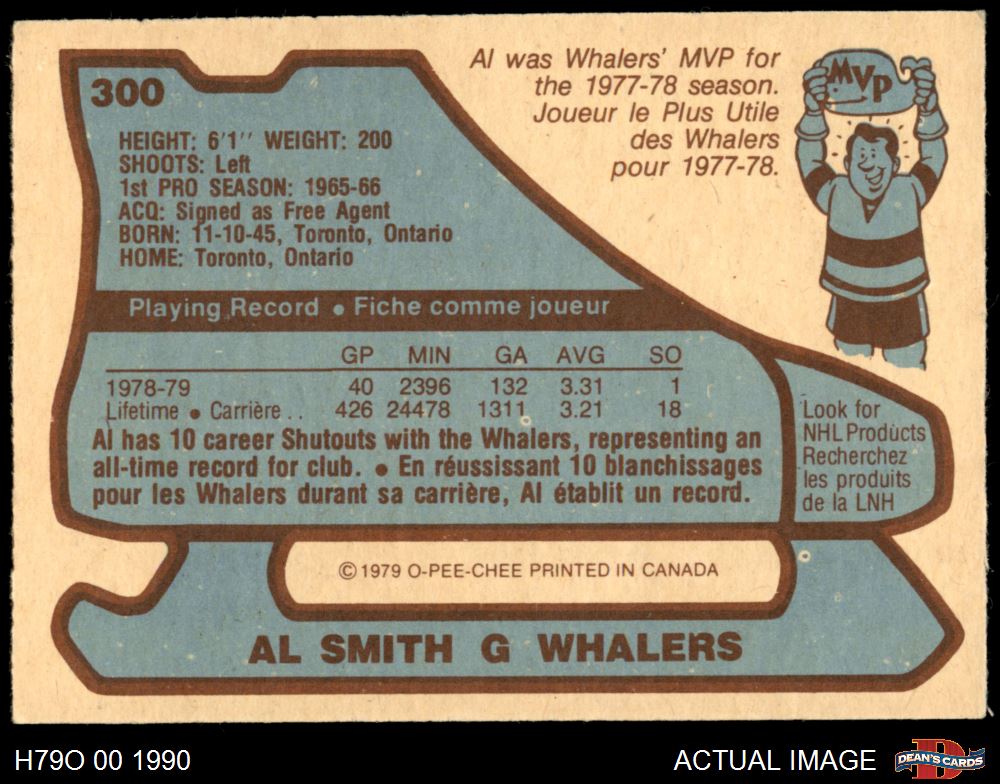 300
HEIGHT: 6'1'' WEIGHT: 200
SHOOTS: Left
1st PRO SEASON: 1965-66
ACQ: Signed as Free Agent
BORN: 11-10-45, Toronto, Ontario
HOME: Toronto, Ontario
Al was Whalers' MVP for
the 1977-78 season.
Joueur le Plus Utile
des Whalers
pour 1977-78.
MVP
Playing Record • Fiche comme joueur
GP MIN GA AVG SO
1978-79 40 2396 132 3.31 1
Lifetime • Carrière . . 426 24478 1311 3.21 18
Al has 10 career Shutouts with the Whalers, representing an
all-time record for club. • En réussissant 10 blanchissages
pour les Whalers durant sa carrière, Al établit un record.
Look for
NHL Products
Recherchez
les produits
de la LNH
© 1979 O-PEE-CHEE PRINTED IN CANADA
AL SMITH G WHALERS
H79O 00 1990
ACTUAL IMAGE
D
DEAN'S CARDS